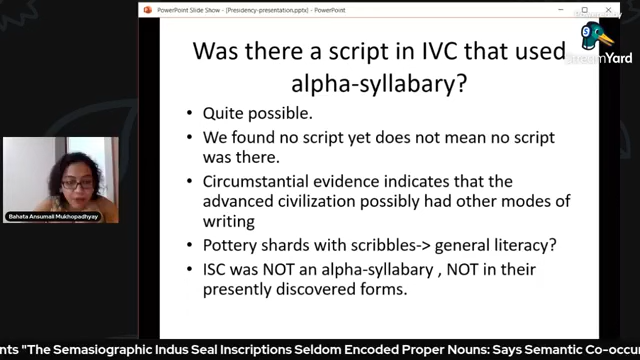 PowerPoint Slide Show - [Presidency-presentation.pptx] - PowerPoint
StreamYard
Was there a script in IVC that used
alpha-syllabary?
• Quite possible.
• We found no script yet does not mean no script
was there.
• Circumstantial evidence indicates that the
advanced civilization possibly had other modes of
writing
• Pottery shards with scribbles-> general literacy?
• ISC was NOT an alpha-syllabary , NOT in their
presently discovered forms.
Bahata Ansumali Mukhopadhyay
nts "The Semasiographic Indus Seal Inscriptions Seldom Encoded Proper Nouns: Says Semantic Co-occur